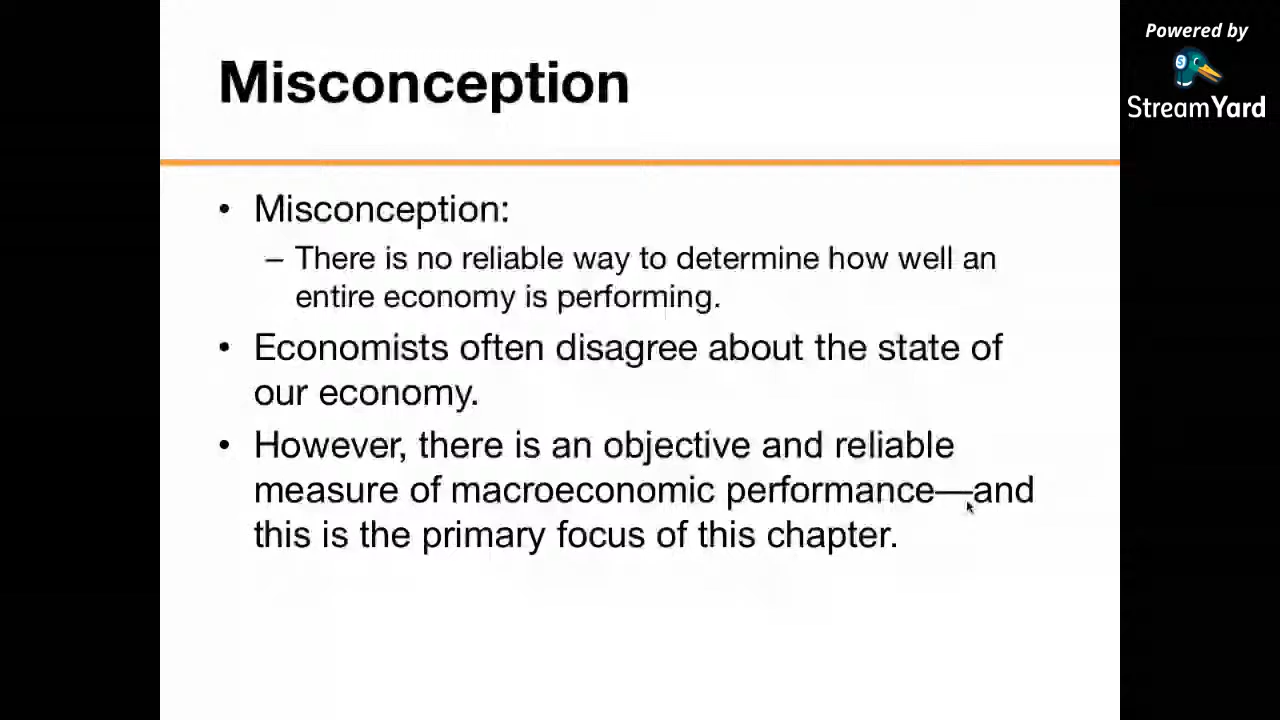 Misconception
Powered by
StreamYard
• Misconception:
– There is no reliable way to determine how well an
entire economy is performing.
• Economists often disagree about the state of
our economy.
• However, there is an objective and reliable
measure of macroeconomic performance—and
this is the primary focus of this chapter.